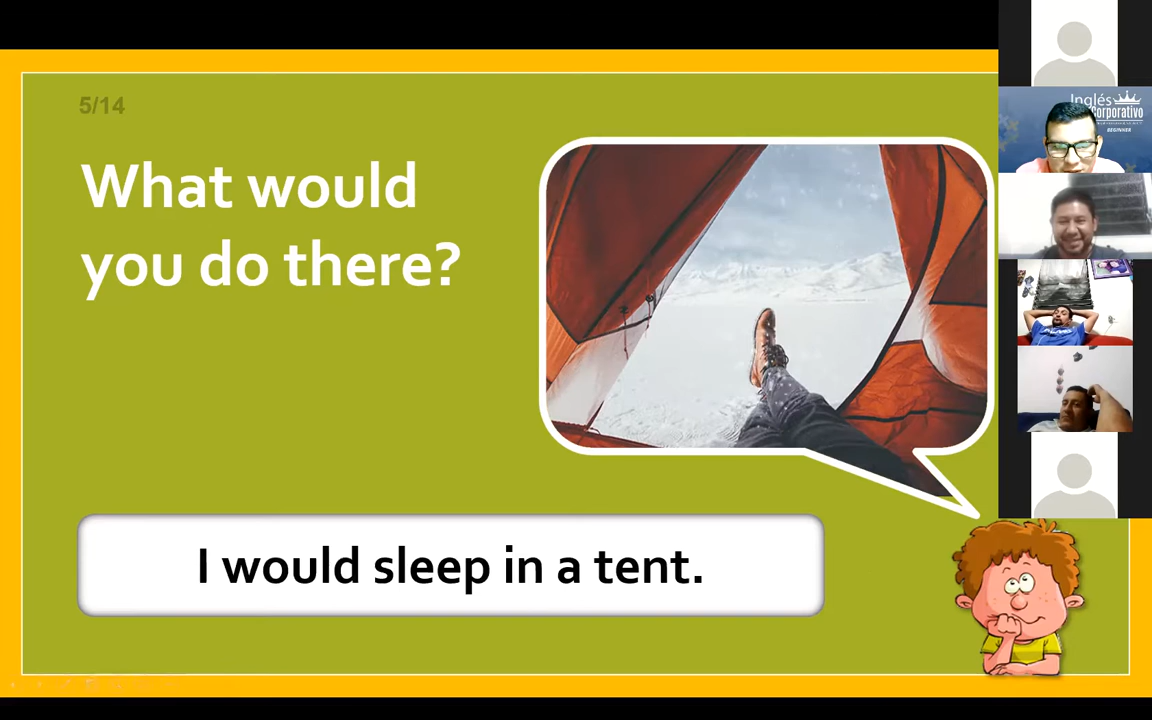 5/14
What would
you do there?
I would sleep in a tent.
Inglés
Corporativo
BEGINNER